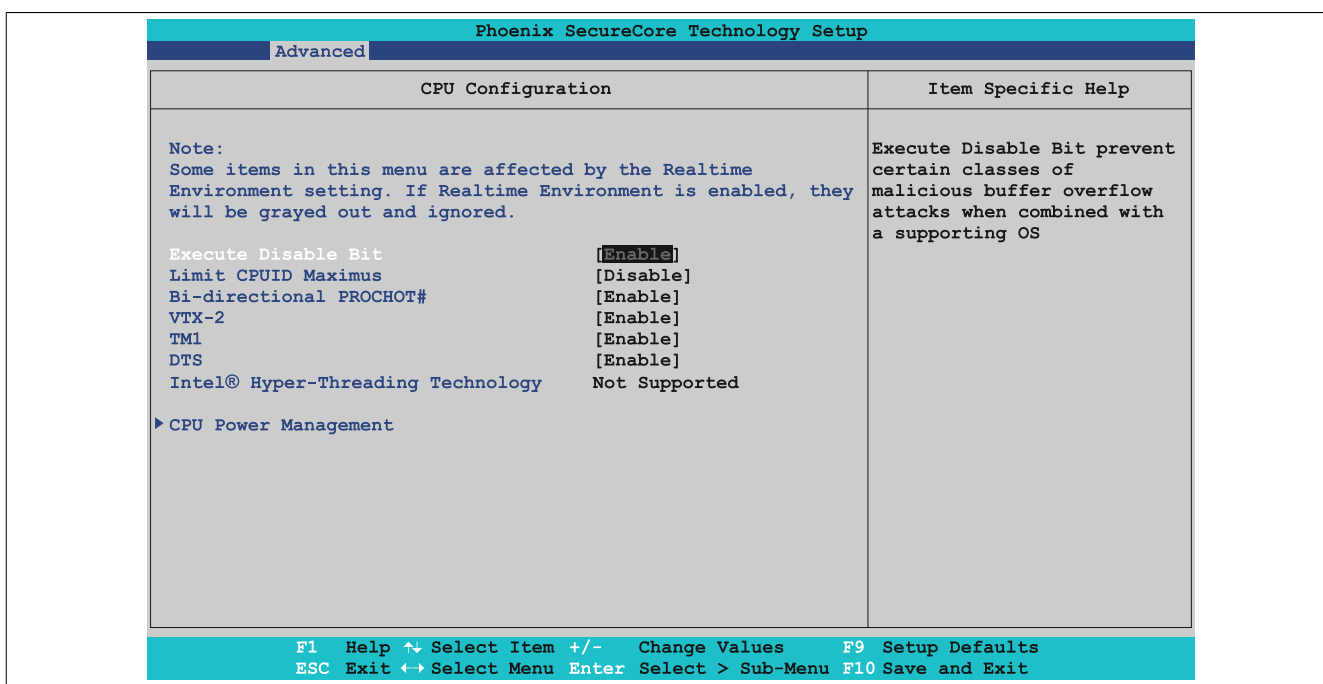 Phoenix SecureCore Technology Setup
Advanced
CPU Configuration
Item Specific Help
Note:
Some items in this menu are affected by the Realtime
Environment setting. If Realtime Environment is enabled, they
will be grayed out and ignored.
Execute Disable Bit [Enable]
Limit CPUID Maximus [Disable]
Bi-directional PROCHOT# [Enable]
VTX-2 [Enable]
TM1 [Enable]
DTS [Enable]
Intel® Hyper-Threading Technology Not Supported
CPU Power Management
Execute Disable Bit prevent
certain classes of
malicious buffer overflow
attacks when combined with
a supporting OS
F1 Help ↑↓ Select Item +/- Change Values F9 Setup Defaults
ESC Exit ↔ Select Menu Enter Select > Sub-Menu F10 Save and Exit